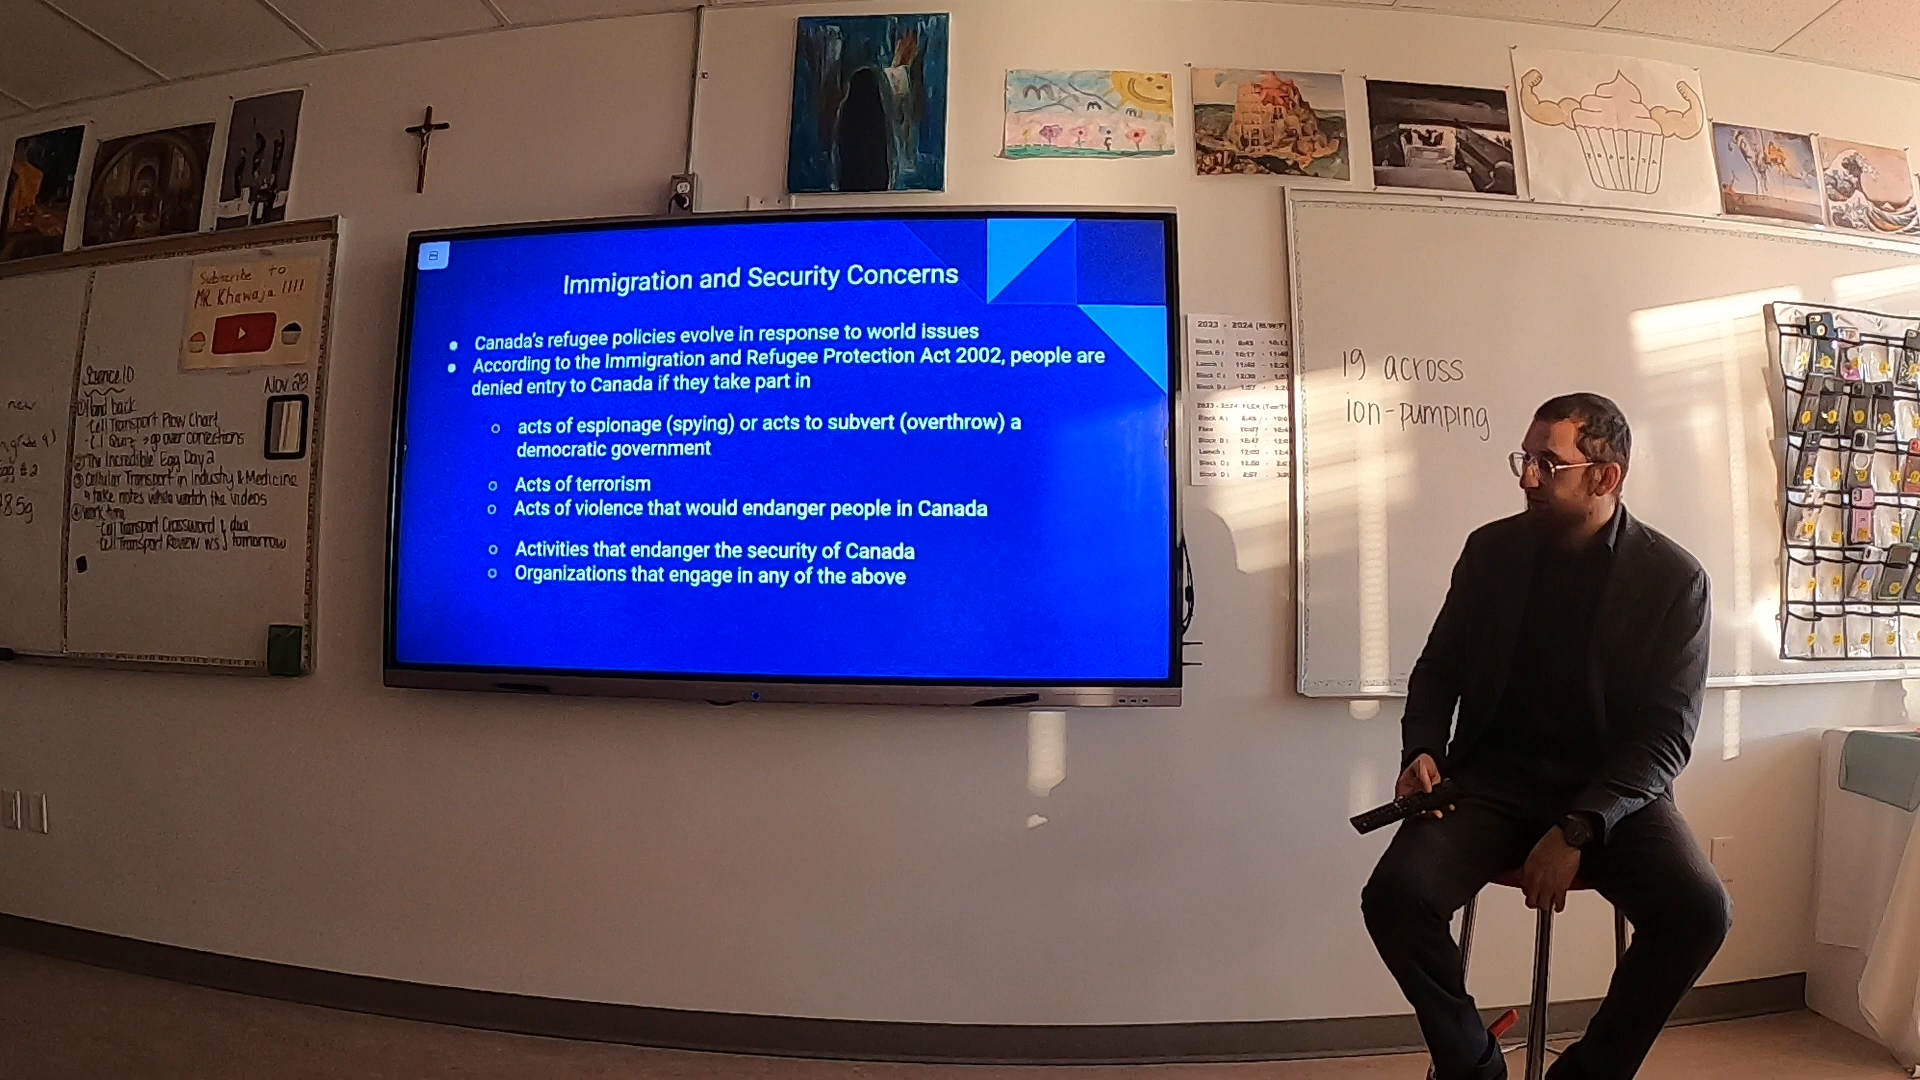 Subscribe to
MR Khawaja !!!!
new
Science 10
Nov 29
① Hand back
- Cell Transport Flow Chart
② The Incredible Egg Day 2
③ Cellular Transport in Industry & Medicine
↳ take notes while watch the videos
- Cell Transport Crossword } due
- Cell Transport Review WS } tomorrow
Immigration and Security Concerns
● Canada's refugee policies evolve in response to world issues
● According to the Immigration and Refugee Protection Act 2002, people are
denied entry to Canada if they take part in
○ acts of espionage (spying) or acts to subvert (overthrow) a
democratic government
○ Acts of terrorism
○ Acts of violence that would endanger people in Canada
○ Activities that endanger the security of Canada
○ Organizations that engage in any of the above
2023 - 2024
19 across
ion-pumping